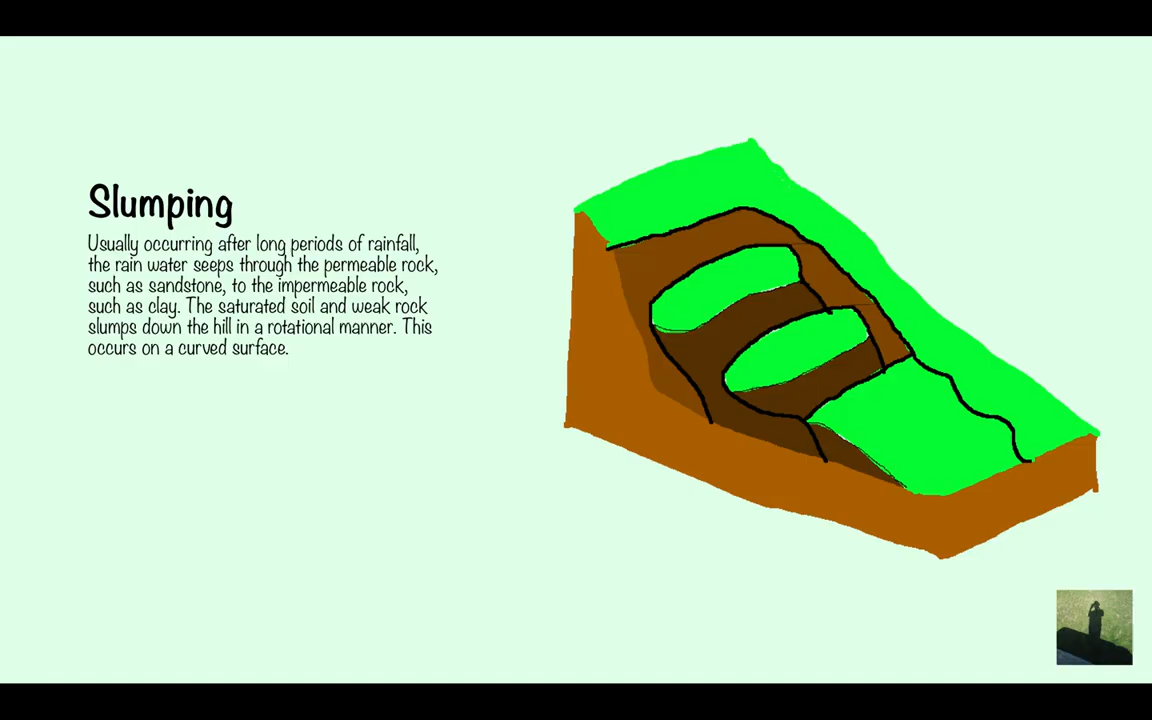 Slumping
Usually occurring after long periods of rainfall,
the rain water seeps through the permeable rock,
such as sandstone, to the impermeable rock,
such as clay. The saturated soil and weak rock
slumps down the hill in a rotational manner. This
occurs on a curved surface.